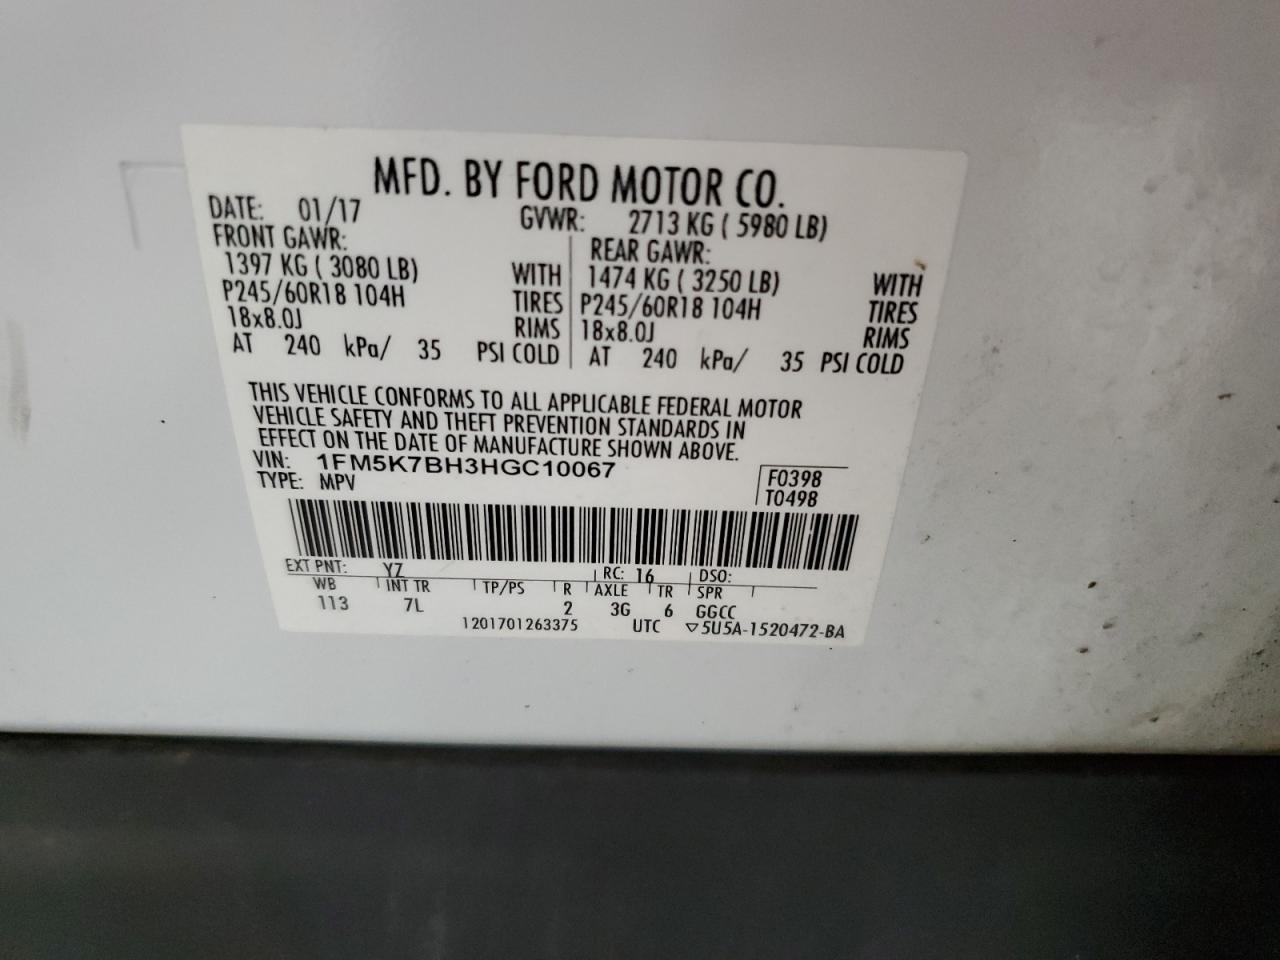 MFD. BY FORD MOTOR CO.
DATE: 01/17 GVWR: 2713 KG ( 5980 LB)
FRONT GAWR: REAR GAWR:
1397 KG ( 3080 LB) WITH 1474 KG ( 3250 LB) WITH
P245/60R18 104H TIRES P245/60R18 104H TIRES
18x8.0J RIMS 18x8.0J RIMS
AT 240 kPa/ 35 PSI COLD AT 240 kPa/ 35 PSI COLD
THIS VEHICLE CONFORMS TO ALL APPLICABLE FEDERAL MOTOR
VEHICLE SAFETY AND THEFT PREVENTION STANDARDS IN
EFFECT ON THE DATE OF MANUFACTURE SHOWN ABOVE.
VIN: 1FM5K7BH3HGC10067
TYPE: MPV
F0398
T0498
EXT PNT: YZ RC: 16 DSO:
WB INT TR TP/PS R AXLE TR SPR
113 7L 2 3G 6 GGCC
1201701263375 UTC ▽5U5A-1520472-BA